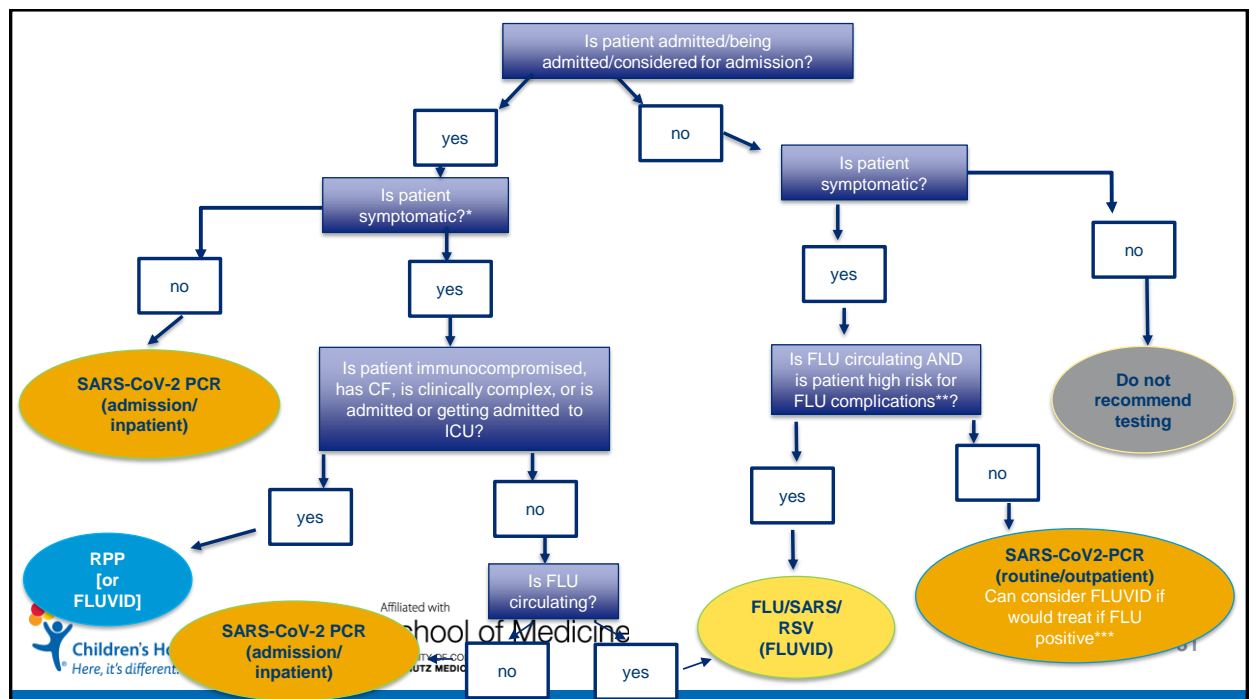 Is patient admitted/being
admitted/considered for admission?
yes
no
Is patient
symptomatic?*
Is patient
symptomatic?
no
yes
yes
no
SARS-CoV-2 PCR
(admission/
inpatient)
Is patient immunocompromised,
has CF, is clinically complex, or is
admitted or getting admitted to
ICU?
Is FLU circulating AND
is patient high risk for
FLU complications**?
Do not
recommend
testing
yes
no
yes
no
RPP
[or
FLUVID]
Is FLU
circulating?
SARS-CoV-2 PCR
(admission/
inpatient)
no
yes
FLU/SARS/
RSV
(FLUVID)
SARS-CoV2-PCR
(routine/outpatient)
Can consider FLUVID if
would treat if FLU
positive***
Children's H
Here, it's different.
Affiliated with
hool of Medicine